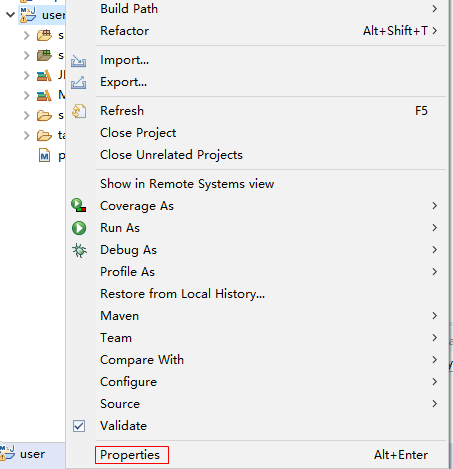 user
Build Path
Refactor Alt+Shift+T
Import...
Export...
Refresh F5
Close Project
Close Unrelated Projects
Show in Remote Systems view
Coverage As
Run As
Debug As
Profile As
Restore from Local History...
Maven
Team
Compare With
Configure
Source
Validate
Properties Alt+Enter
user